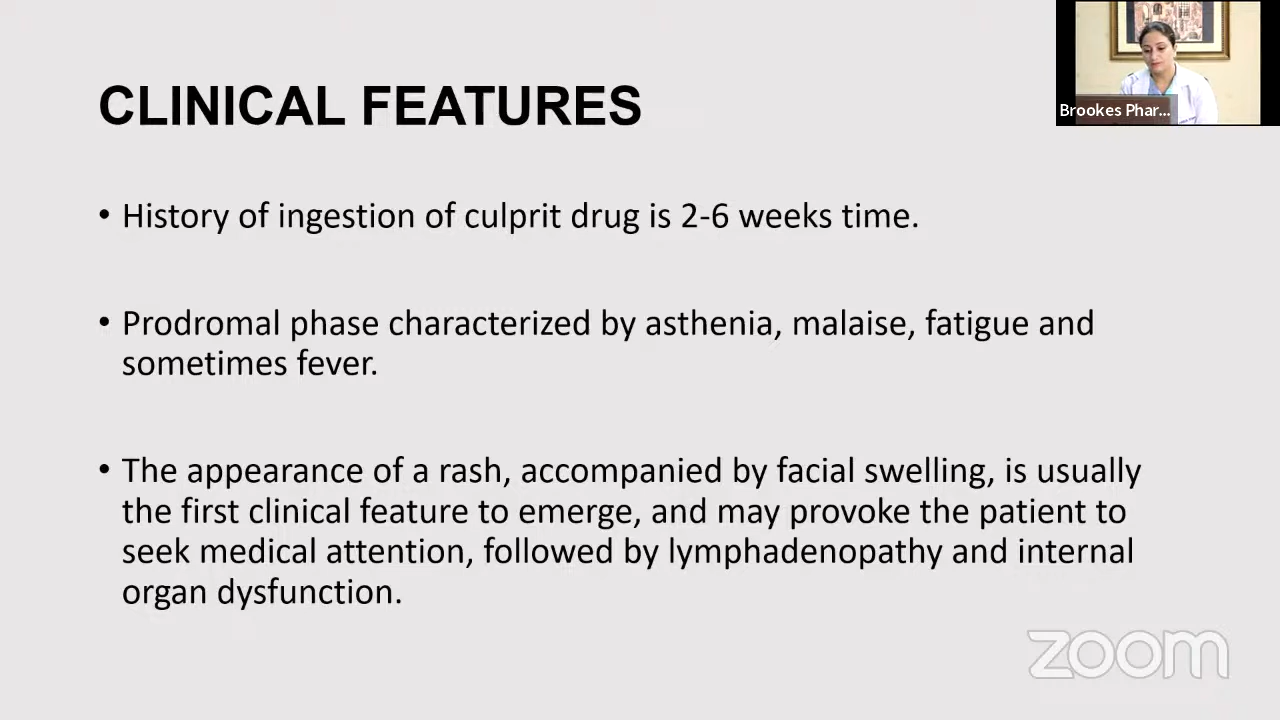 CLINICAL FEATURES
• History of ingestion of culprit drug is 2-6 weeks time.
• Prodromal phase characterized by asthenia, malaise, fatigue and
sometimes fever.
• The appearance of a rash, accompanied by facial swelling, is usually
the first clinical feature to emerge, and may provoke the patient to
seek medical attention, followed by lymphadenopathy and internal
organ dysfunction.
Brookes Phar...
zoom